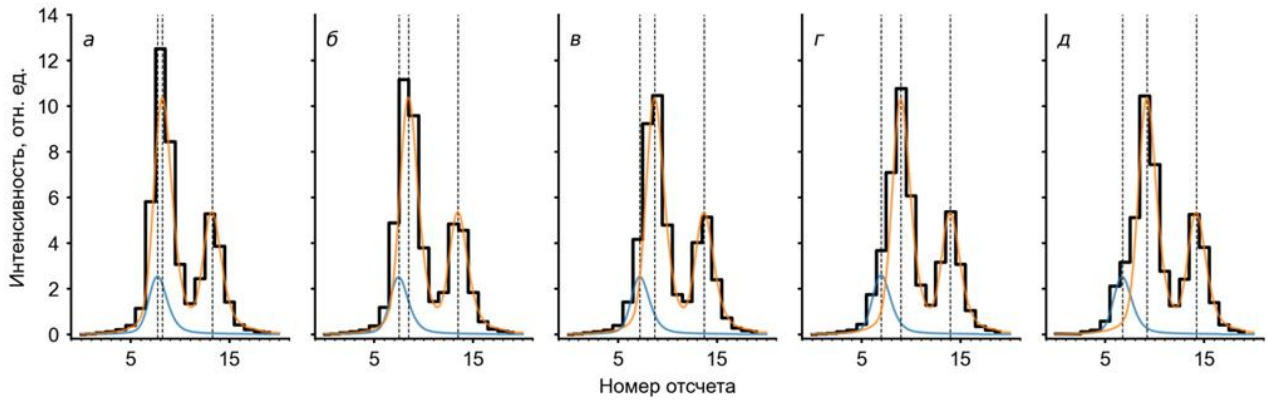 Интенсивность, отн. ед.
14
12
10
8
6
4
2
0
а
б
в
г
д
5 15 5 15 5 15 5 15 5 15
Номер отсчета